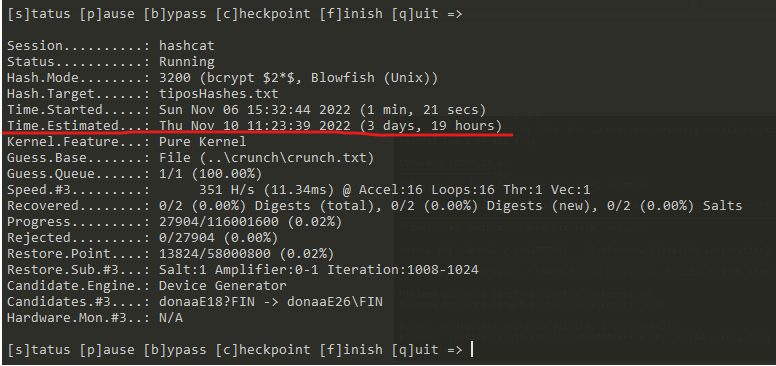 [s]tatus [p]ause [b]ypass [c]heckpoint [f]inish [q]uit =>
Session..........: hashcat
Status...........: Running
Hash.Mode........: 3200 (bcrypt $2*$, Blowfish (Unix))
Hash.Target......: tiposHashes.txt
Time.Started.....: Sun Nov 06 15:32:44 2022 (1 min, 21 secs)
Time.Estimated...: Thu Nov 10 11:23:39 2022 (3 days, 19 hours)
Kernel.Feature...: Pure Kernel
Guess.Base.......: File (..\crunch\crunch.txt)
Guess.Queue......: 1/1 (100.00%)
Speed.#3.........:      351 H/s (11.34ms) @ Accel:16 Loops:16 Thr:1 Vec:1
Recovered........: 0/2 (0.00%) Digests (total), 0/2 (0.00%) Digests (new), 0/2 (0.00%) Salts
Progress.........: 27904/116001600 (0.02%)
Rejected.........: 0/27904 (0.00%)
Restore.Point....: 13824/58000800 (0.02%)
Restore.Sub.#3...: Salt:1 Amplifier:0-1 Iteration:1008-1024
Candidate.Engine.: Device Generator
Candidates.#3....: donaaE18?FIN -> donaaE26\FIN
Hardware.Mon.#3..: N/A
[s]tatus [p]ause [b]ypass [c]heckpoint [f]inish [q]uit =>